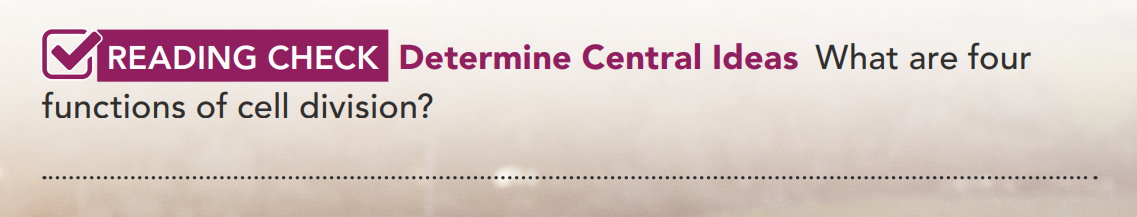 READING CHECK Determine Central Ideas What are four
functions of cell division?